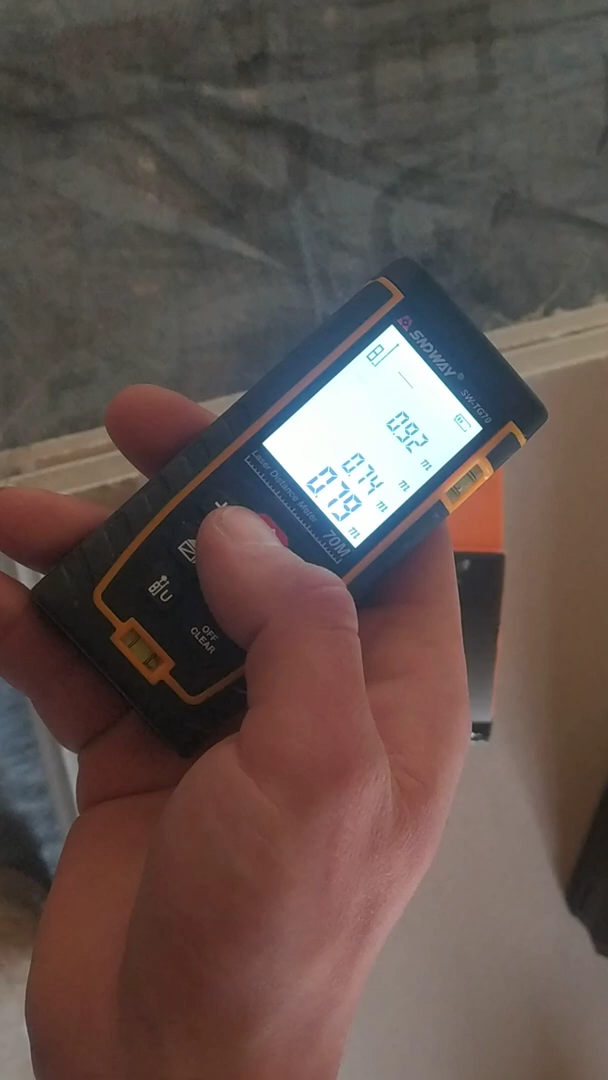 SNDWAY®
SW-TG70
0.92 m
0.74 m
0.79 m
Laser Distance Meter 70M
U
OFF
CLEAR